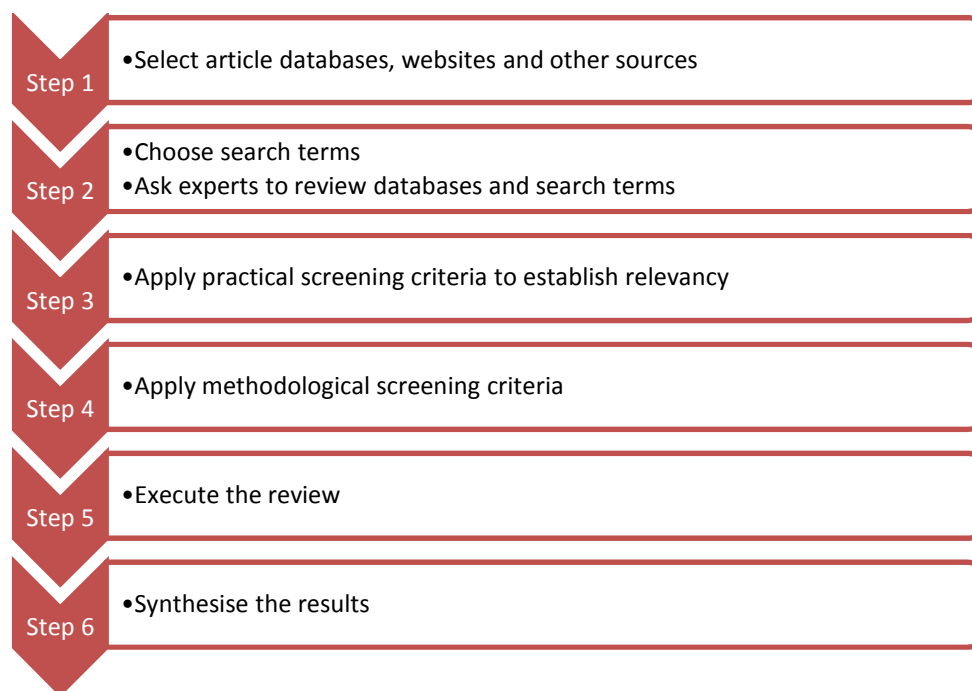 Step 1
•Select article databases, websites and other sources
Step 2
•Choose search terms
•Ask experts to review databases and search terms
Step 3
•Apply practical screening criteria to establish relevancy
Step 4
•Apply methodological screening criteria
Step 5
•Execute the review
Step 6
•Synthesise the results